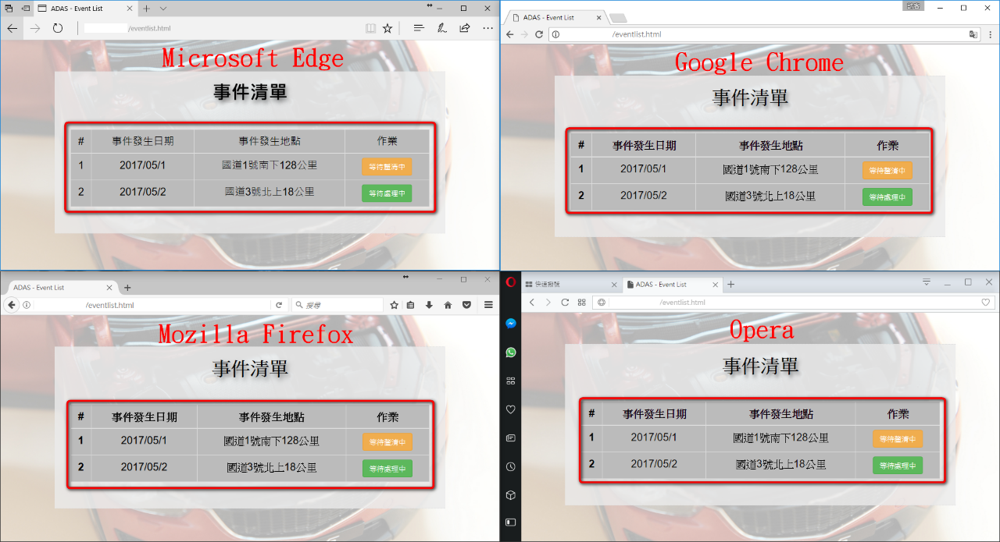 ADAS - Event List
/eventlist.html
Microsoft Edge
事件清單
# 事件發生日期 事件發生地點 作業
1 2017/05/1 國道1號南下128公里 等待釐清中
2 2017/05/2 國道3號北上18公里 等待處理中
訪客
ADAS - Event List
/eventlist.html
Google Chrome
事件清單
# 事件發生日期 事件發生地點 作業
1 2017/05/1 國道1號南下128公里 等待釐清中
2 2017/05/2 國道3號北上18公里 等待處理中
ADAS - Event List
/eventlist.html 搜尋
Mozilla Firefox
事件清單
# 事件發生日期 事件發生地點 作業
1 2017/05/1 國道1號南下128公里 等待釐清中
2 2017/05/2 國道3號北上18公里 等待處理中
快速撥號 ADAS - Event List
/eventlist.html
Opera
事件清單
# 事件發生日期 事件發生地點 作業
1 2017/05/1 國道1號南下128公里 等待釐清中
2 2017/05/2 國道3號北上18公里 等待處理中